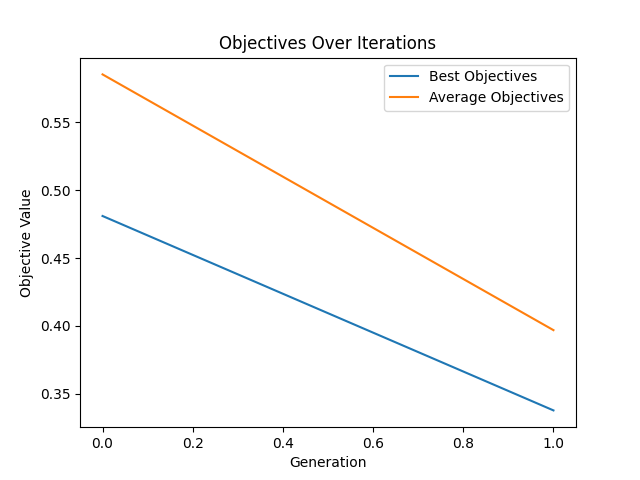 Objectives Over Iterations
Best Objectives
Average Objectives
Objective Value
0.55
0.50
0.45
0.40
0.35
0.0 0.2 0.4 0.6 0.8 1.0
Generation